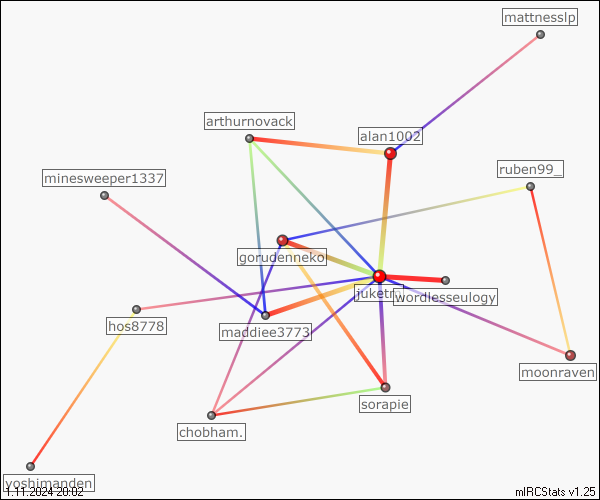 mattnesslp
arthurnovack
alan1002
ruben99_
minesweeper1337
gorudenneko
wordlesseulogy
hos8778
maddiee3773
moonraven
sorapie
chobham.
yoshimanden
1.11.2024 20:02
mIRCStats v1.25